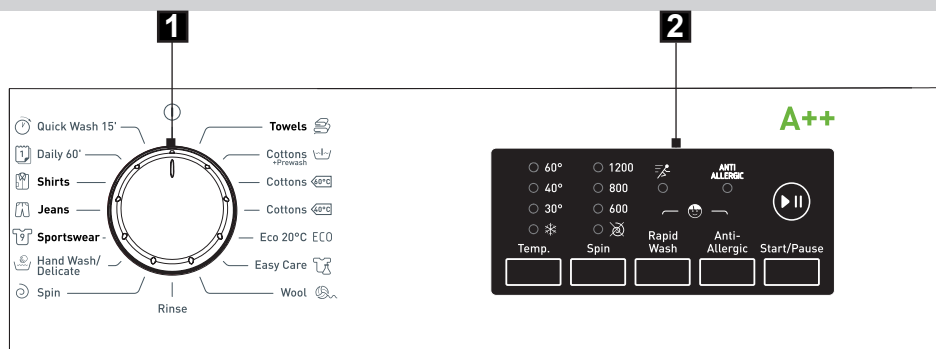 1
2
A++
Quick Wash 15'
Daily 60'
Shirts
Jeans
Sportswear
Hand Wash/
Delicate
Spin
Rinse
Towels
Cottons
+Prewash
Cottons 60°C
Cottons 40°C
Eco 20°C ECO
Easy Care
Wool
60°
40°
30°
1200
800
600
ANTI
ALLERGIC
Temp.
Spin
Rapid
Wash
Anti-
Allergic
Start/Pause